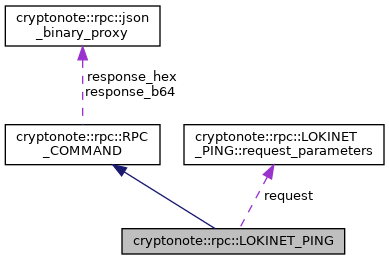 cryptonote::rpc::json
_binary_proxy
response_hex
response_b64
cryptonote::rpc::RPC
_COMMAND
cryptonote::rpc::LOKINET
_PING::request_parameters
request
cryptonote::rpc::LOKINET_PING